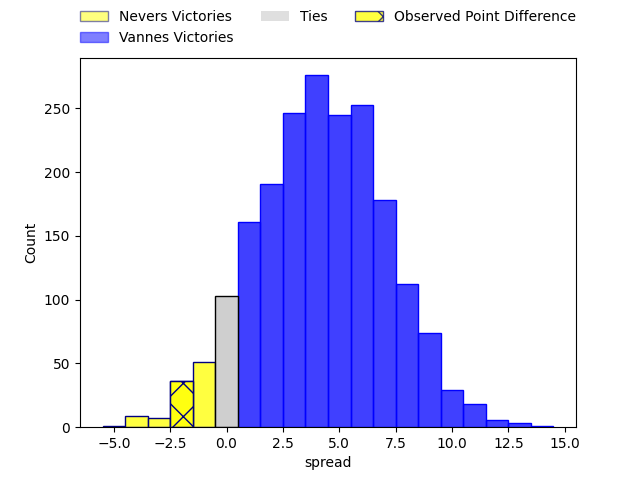 Nevers Victories Ties Observed Point Difference
Vannes Victories
250
200
150
100
50
0
Count
−5.0 −2.5 0.0 2.5 5.0 7.5 10.0 12.5 15.0
spread